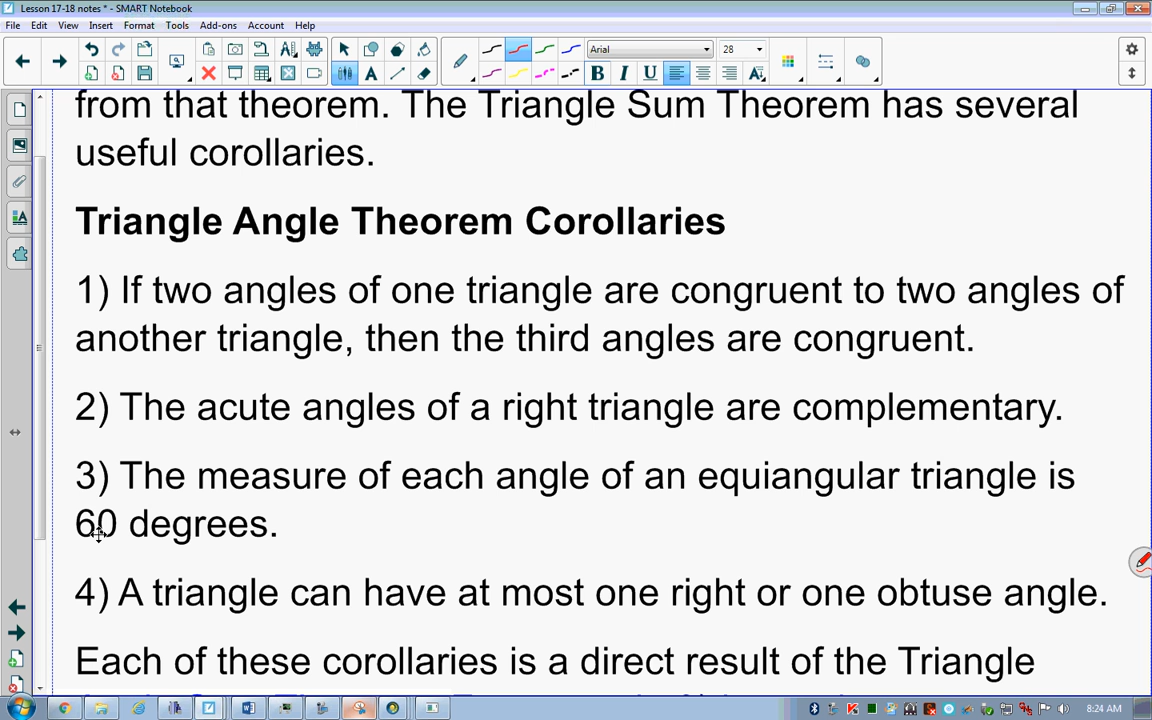 Lesson 17-18 notes * - SMART Notebook
File Edit View Insert Format Tools Add-ons Account Help
Arial 28
B I U A
from that theorem. The Triangle Sum Theorem has several
useful corollaries.
Triangle Angle Theorem Corollaries
1) If two angles of one triangle are congruent to two angles of
another triangle, then the third angles are congruent.
2) The acute angles of a right triangle are complementary.
3) The measure of each angle of an equiangular triangle is
60 degrees.
4) A triangle can have at most one right or one obtuse angle.
Each of these corollaries is a direct result of the Triangle
8:24 AM